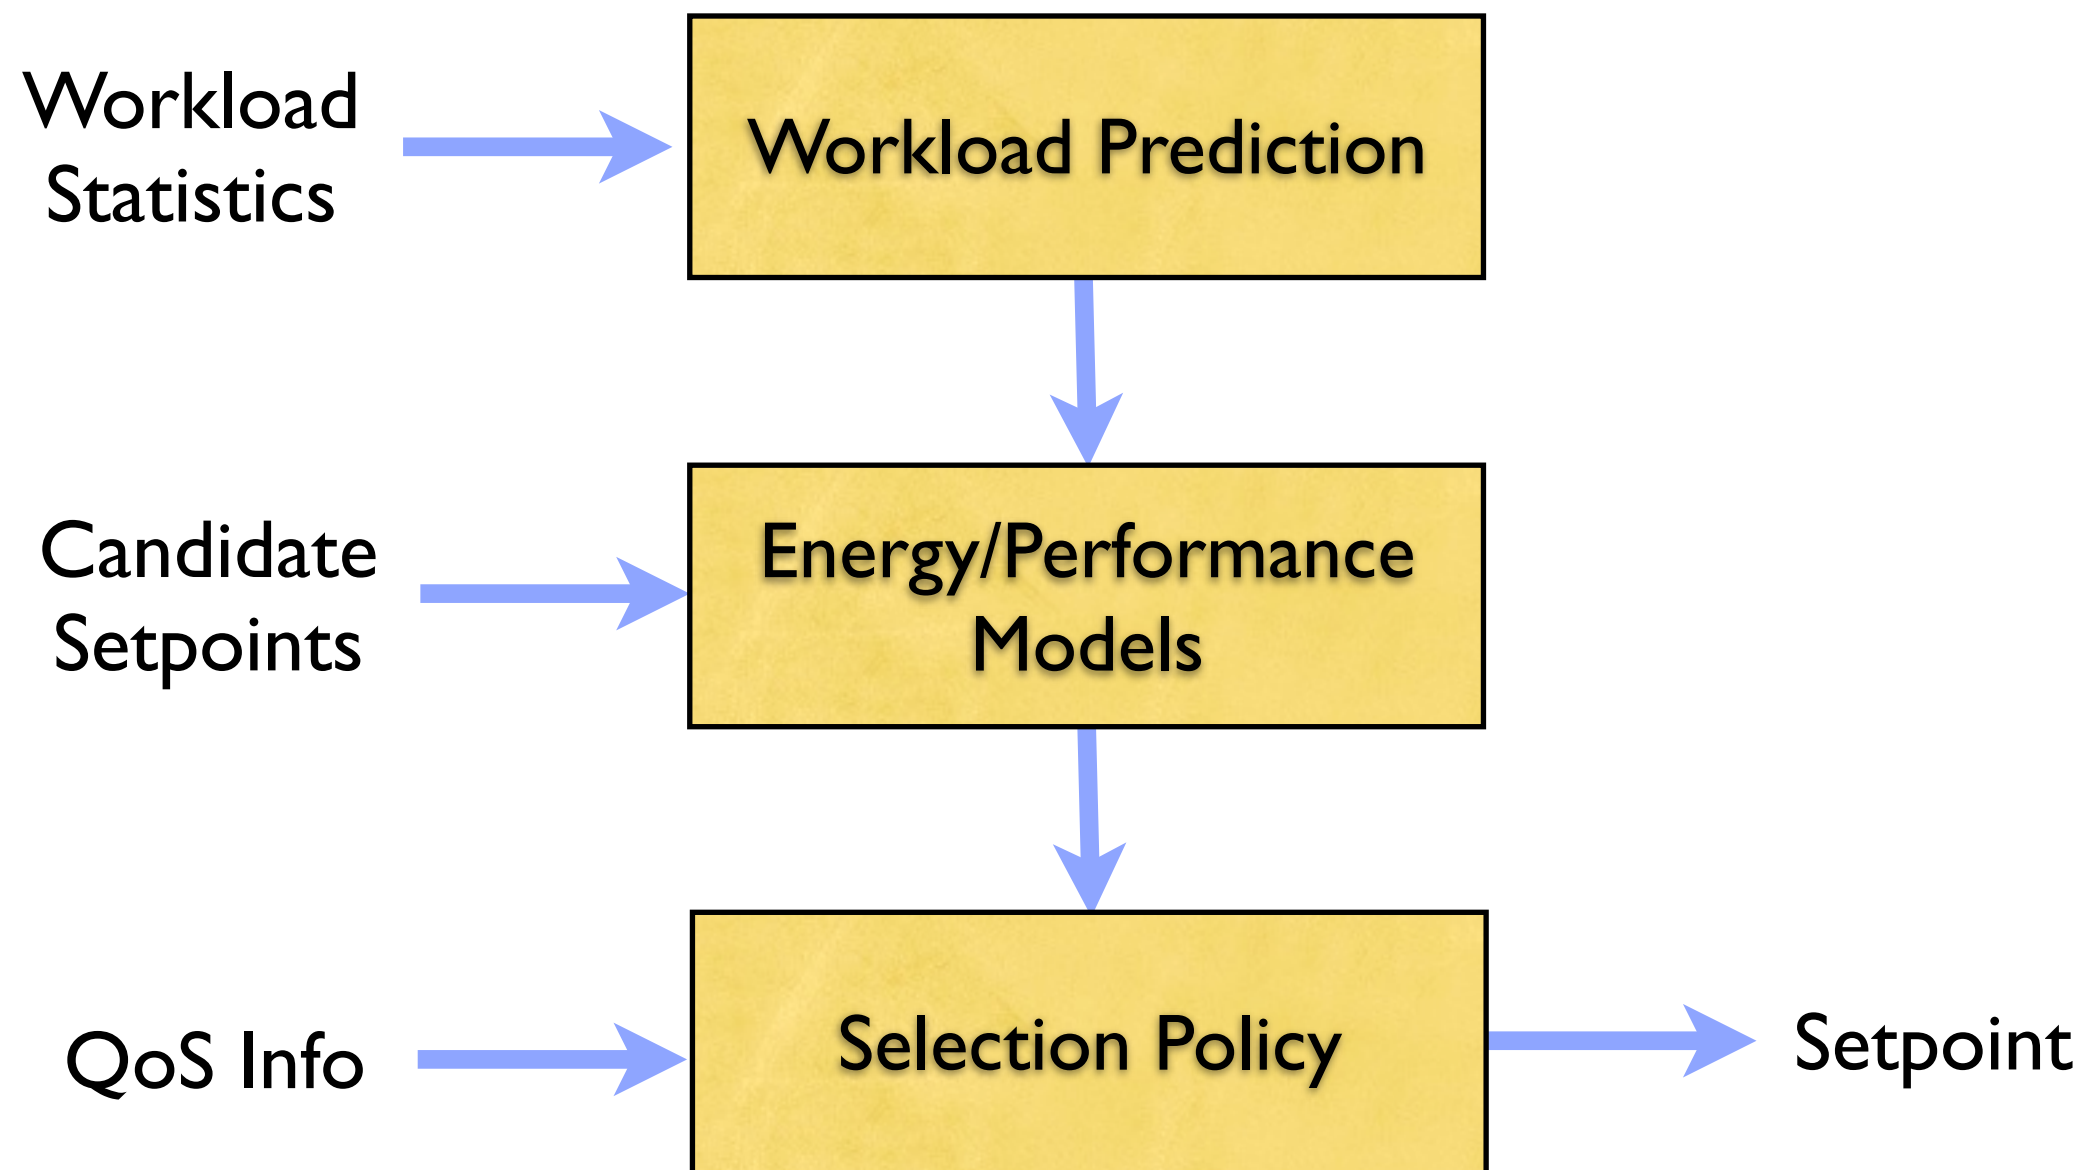 Workload
Statistics
Workload Prediction
Candidate
Setpoints
Energy/Performance
Models
QoS Info
Selection Policy
Setpoint